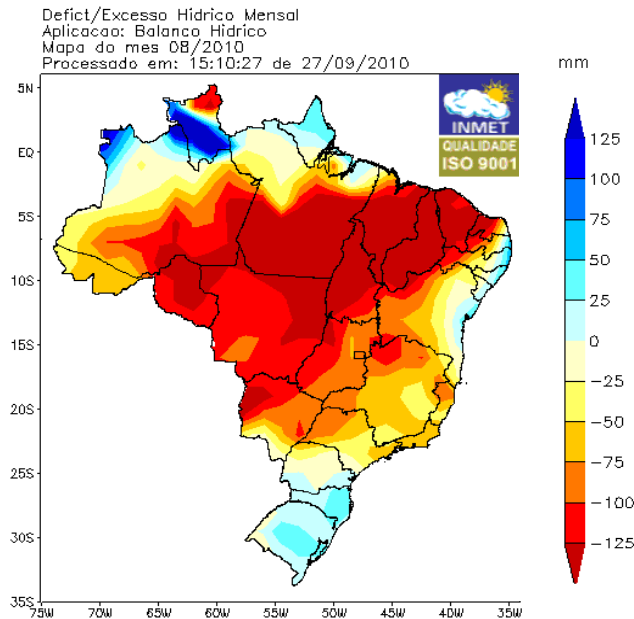 Defict/Excesso Hidrico Mensal
Aplicacao: Balanco Hidrico
Mapa do mes 08/2010
Processado em: 15:10:27 de 27/09/2010
mm
5N
EQ
5S
10S
15S
20S
25S
30S
35S
75W 70W 65W 60W 55W 50W 45W 40W 35W
INMET
QUALIDADE
ISO 9001
125
100
75
50
25
0
−25
−50
−75
−100
−125